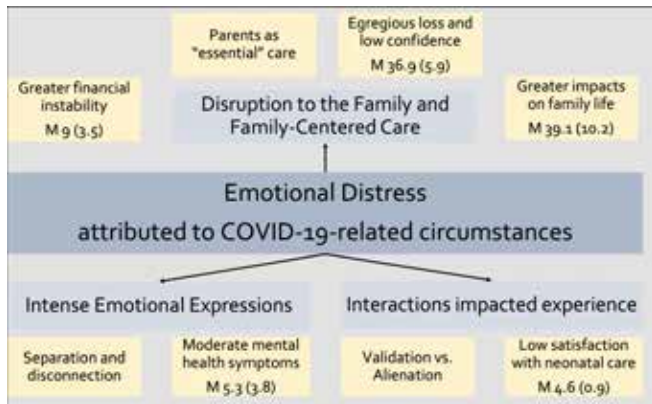 Parents as
"essential" care
Egregious loss and
low confidence
M 36.9 (5.9)
Greater financial
instability
M 9 (3.5)
Disruption to the Family and
Family-Centered Care
Greater impacts
on family life
M 39.1 (10.2)
Emotional Distress
attributed to COVID-19-related circumstances
Intense Emotional Expressions
Interactions impacted experience
Separation and
disconnection
Moderate mental
health symptoms
M 5.3 (3.8)
Validation vs.
Alienation
Low satisfaction
with neonatal care
M 4.6 (0.9)